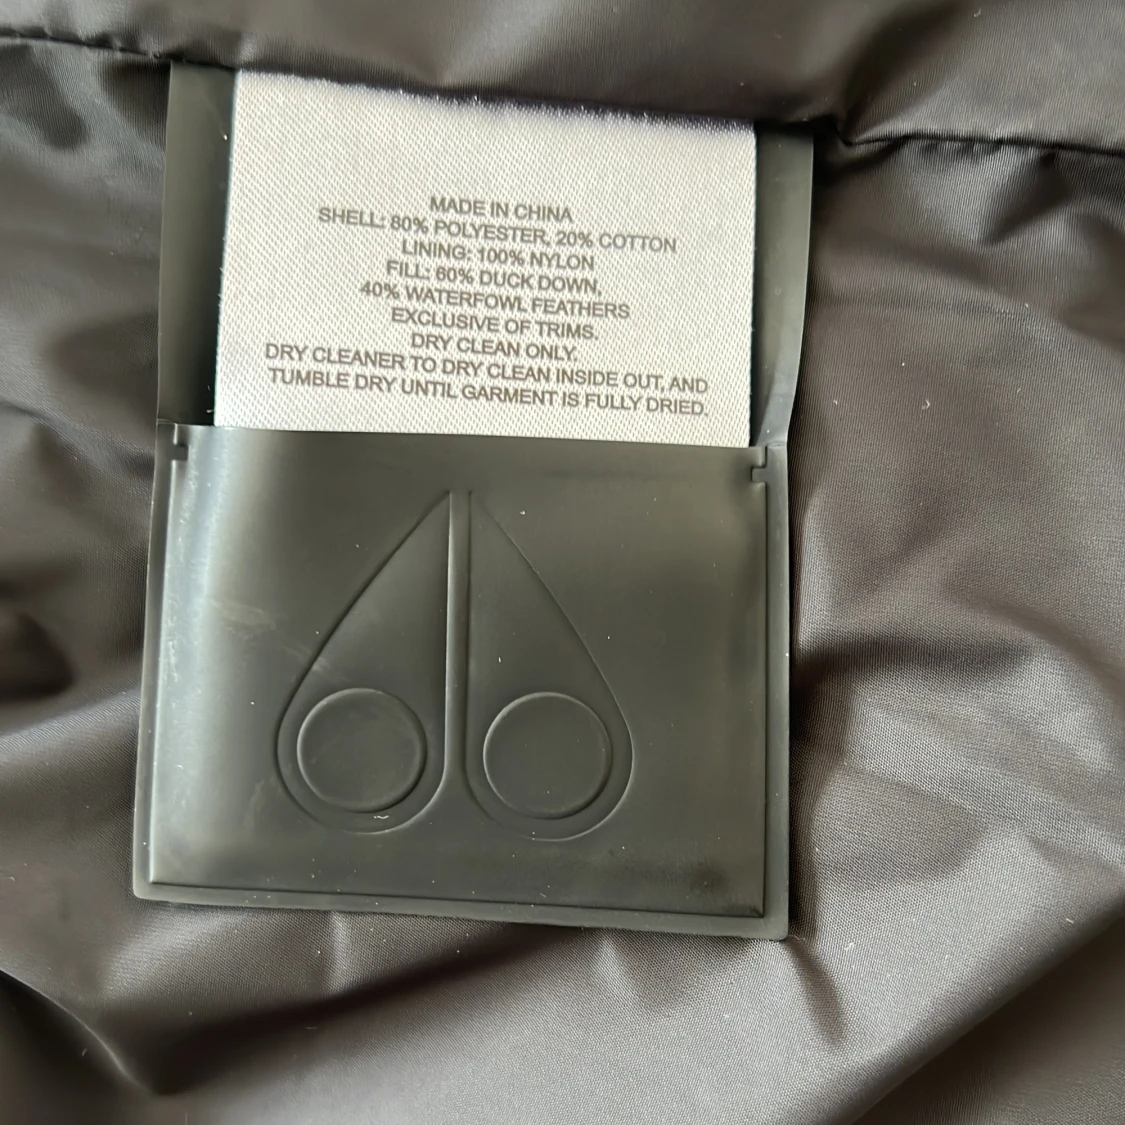 MADE IN CHINA
SHELL: 80% POLYESTER, 20% COTTON
LINING: 100% NYLON
FILL: 60% DUCK DOWN,
40% WATERFOWL FEATHERS
EXCLUSIVE OF TRIMS.
DRY CLEAN ONLY.
DRY CLEANER TO DRY CLEAN INSIDE OUT, AND
TUMBLE DRY UNTIL GARMENT IS FULLY DRIED.